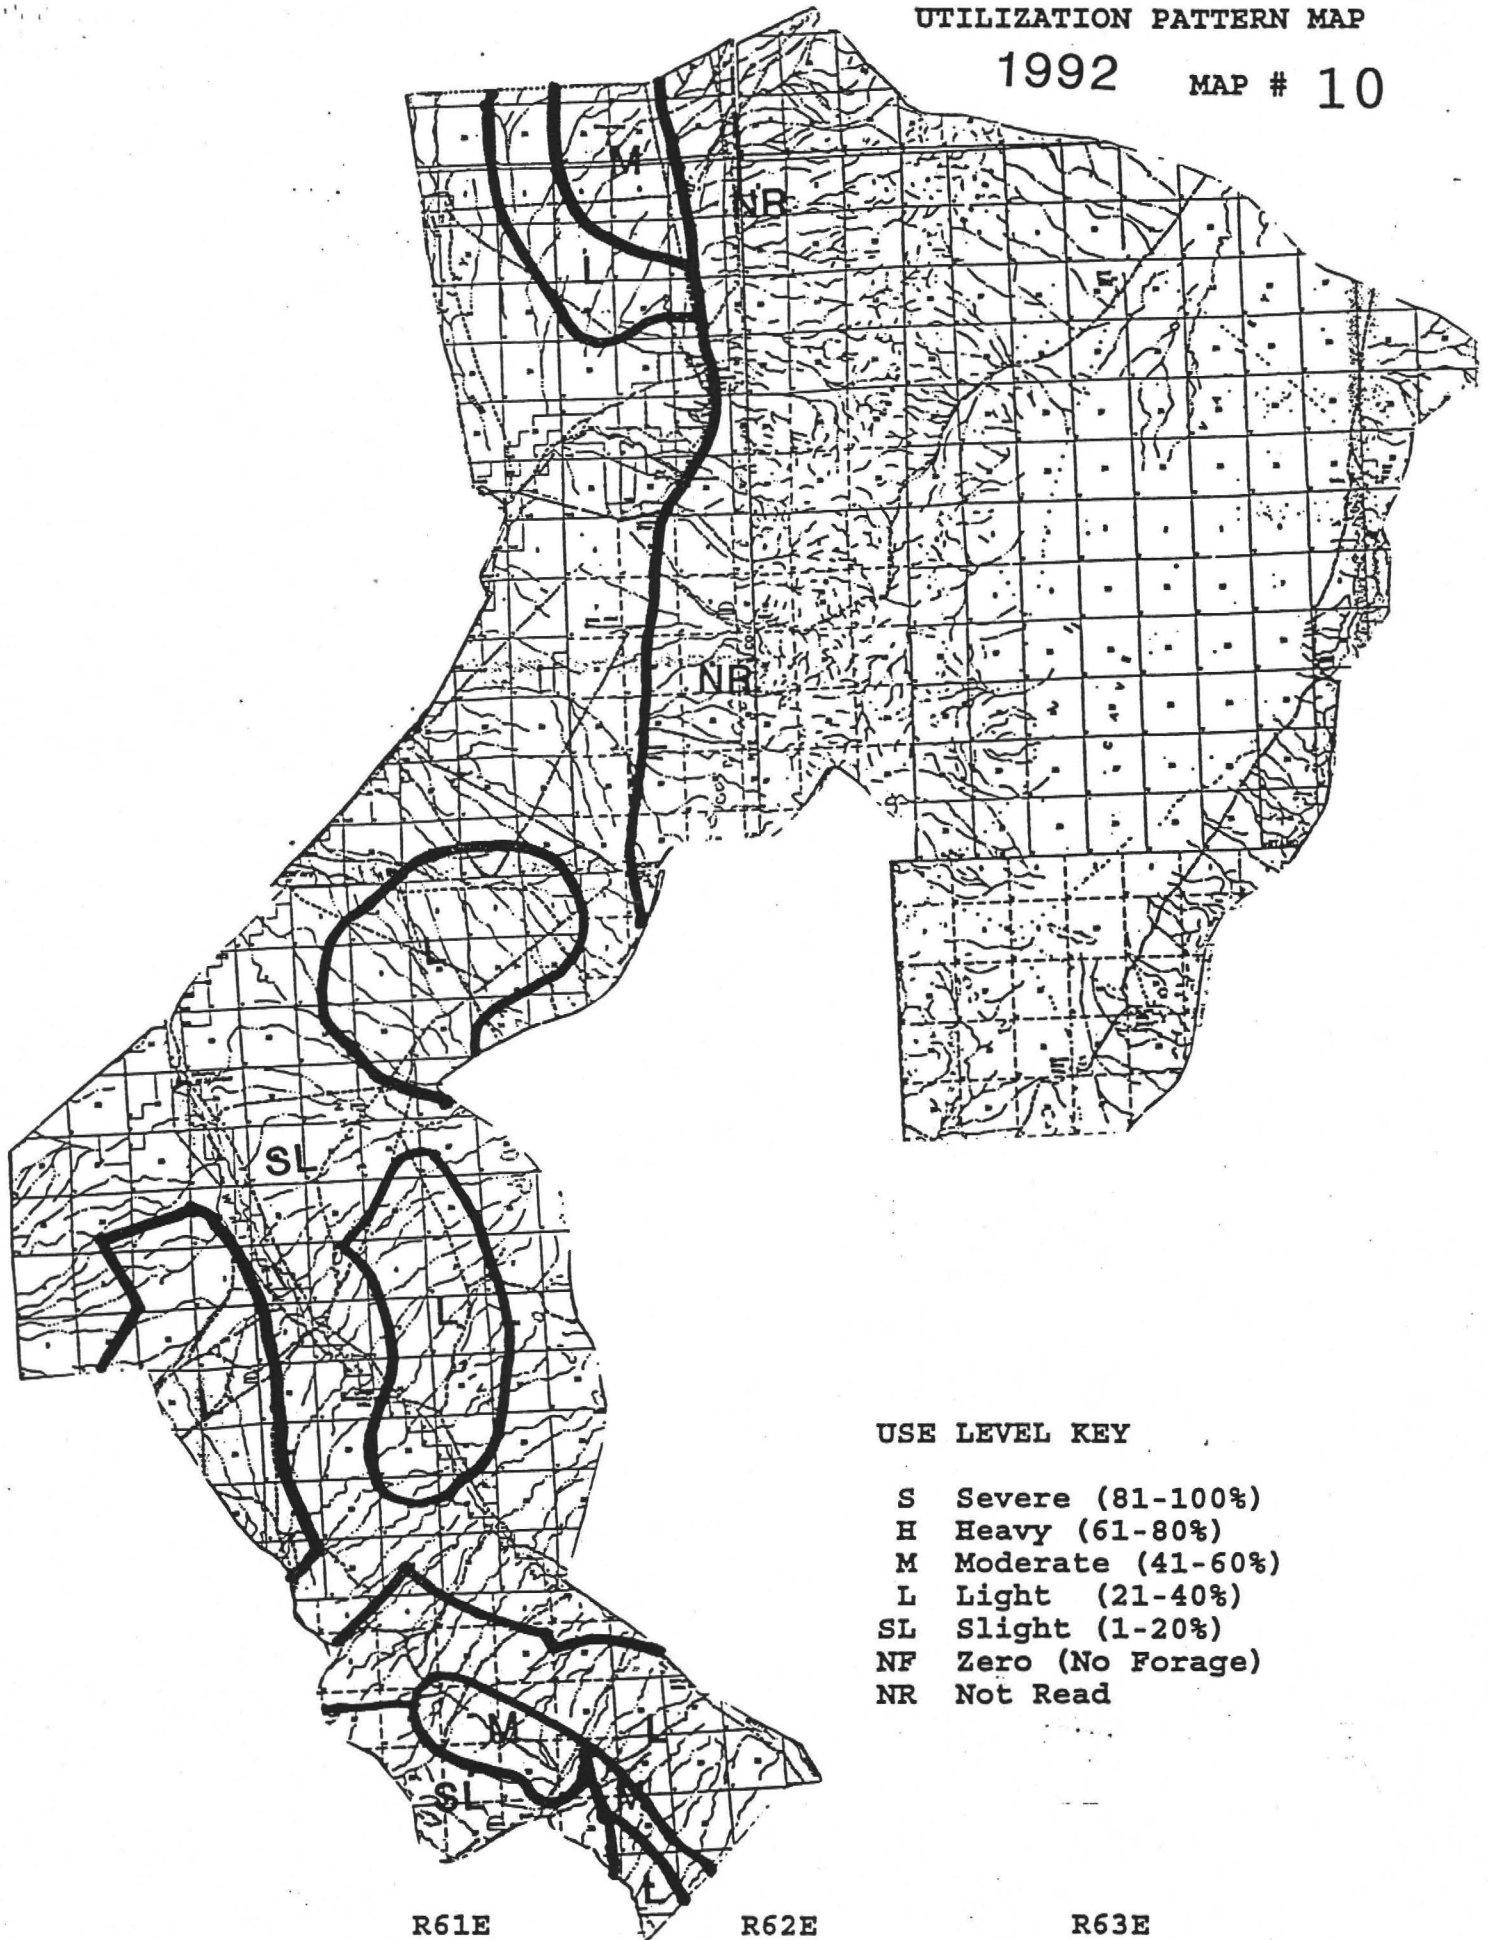 UTILIZATION PATTERN MAP
1992 MAP # 10
M
NR
L
NR
L
SL
L
L
USE LEVEL KEY
S Severe (81-100%)
H Heavy (61-80%)
M Moderate (41-60%)
L Light (21-40%)
SL Slight (1-20%)
NF Zero (No Forage)
NR Not Read
M
L
SL
M
L
R61E R62E R63E